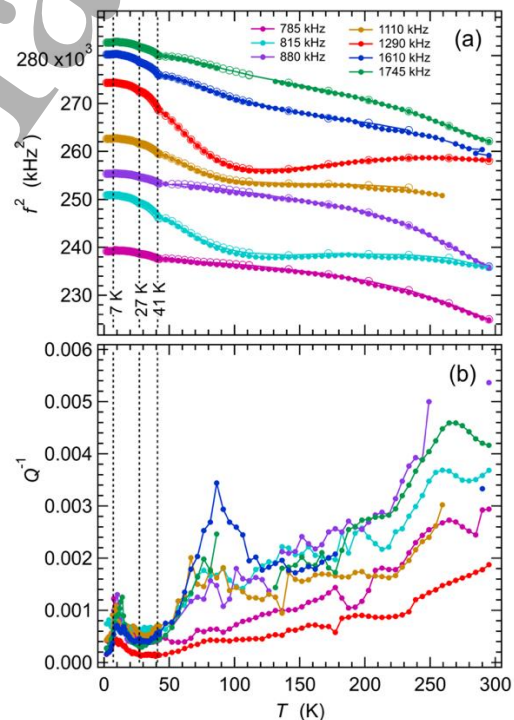 (a)
785 kHz
815 kHz
880 kHz
1110 kHz
1290 kHz
1610 kHz
1745 kHz
280 x10³
270
260
250
240
230
f² (kHz²)
7 K
27 K
41 K
(b)
0.006
0.005
0.004
0.003
0.002
0.001
0.000
Q⁻¹
0 50 100 150 200 250 300
T (K)